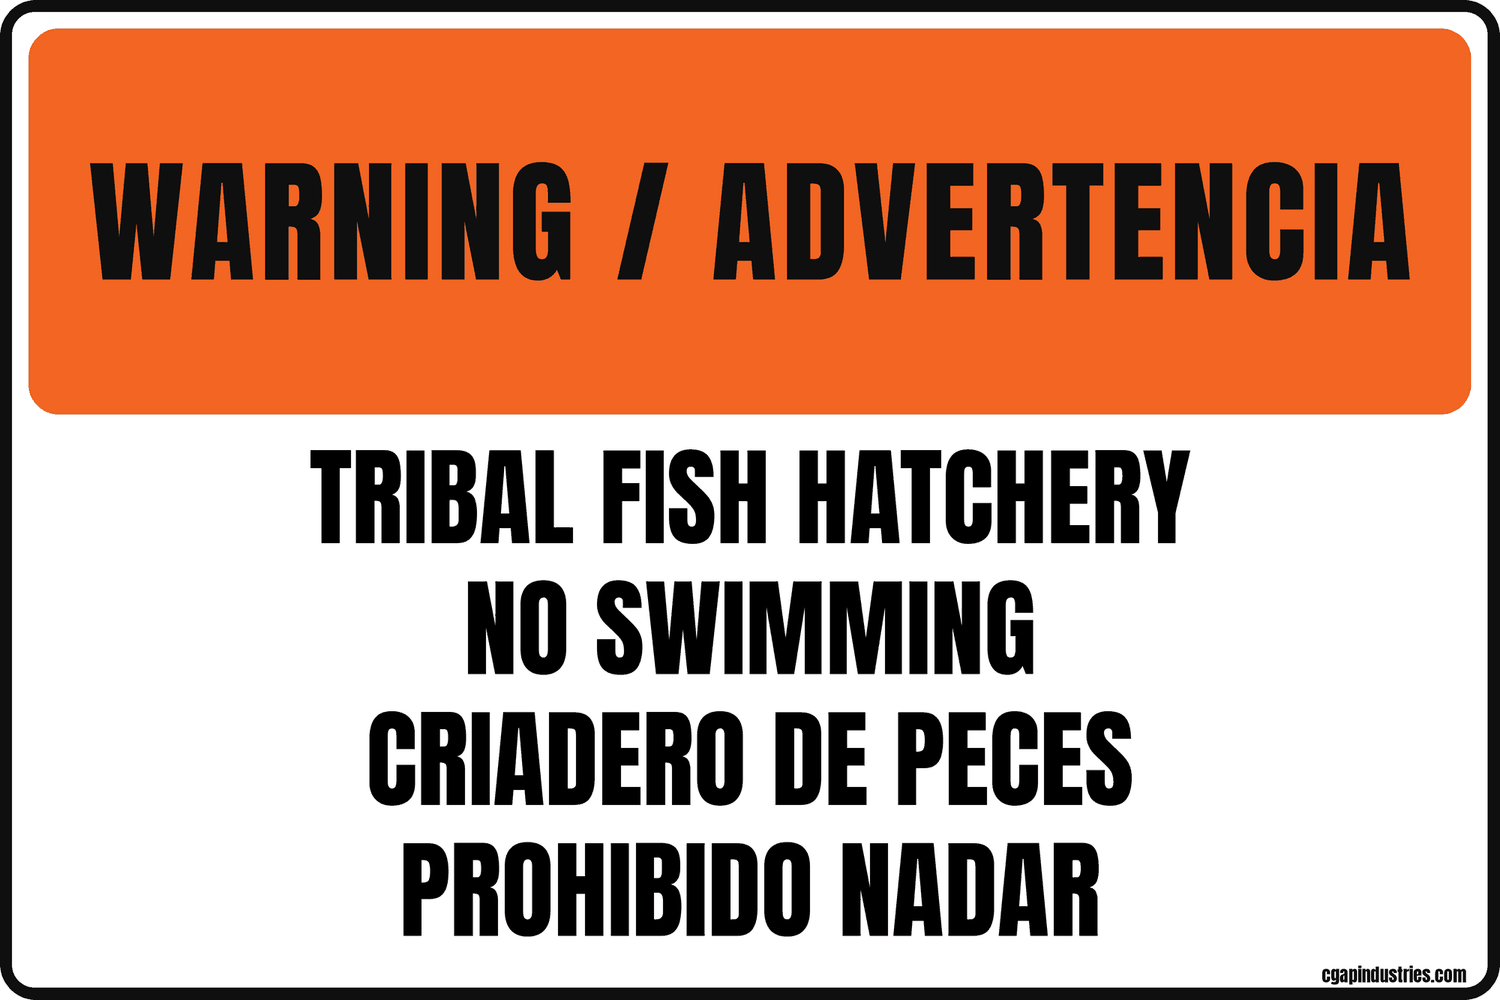 WARNING / ADVERTENCIA
TRIBAL FISH HATCHERY
NO SWIMMING
CRIADERO DE PECES
PROHIBIDO NADAR
cgapindustries.com